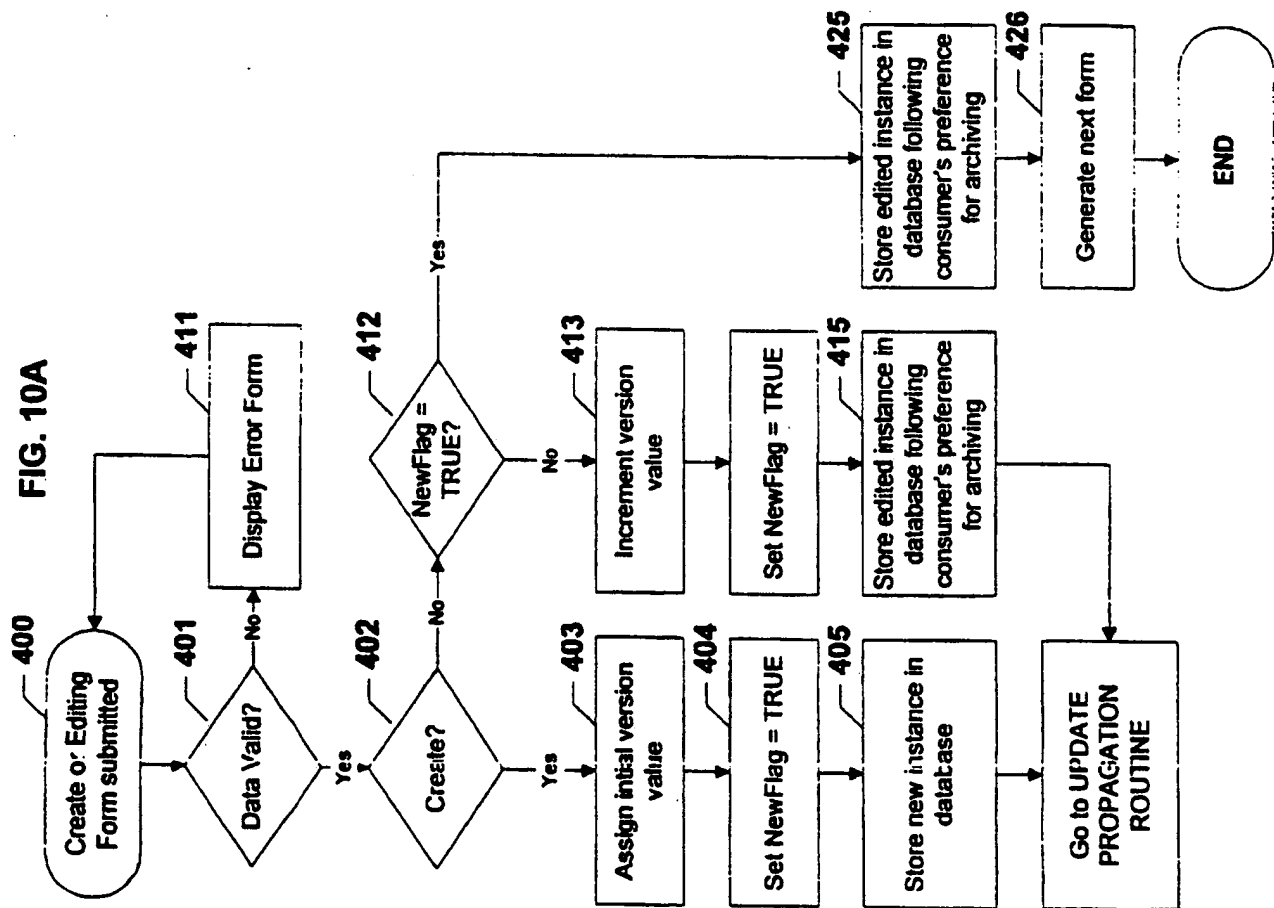 FIG. 10A
400
Create or Editing
Form submitted
401
Data Valid?
No
411
Display Error Form
Yes
402
Create?
No
412
NewFlag =
TRUE?
Yes
Yes
403
Assign initial version
value
404
Set NewFlag = TRUE
405
Store new instance in
database
No
413
Increment version
value
Set NewFlag = TRUE
415
Store edited instance in
database following
consumer's preference
for archiving
Go to UPDATE
PROPAGATION
ROUTINE
425
Store edited instance in
database following
consumer's preference
for archiving
426
Generate next form
END